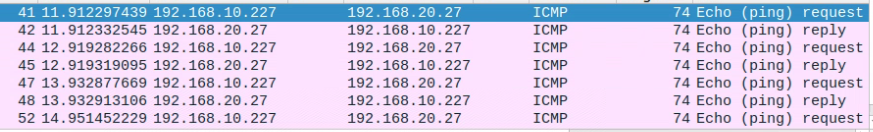 41 11.912297439 192.168.10.227 192.168.20.27 ICMP 74 Echo (ping) request
42 11.912332545 192.168.20.27 192.168.10.227 ICMP 74 Echo (ping) reply
44 12.919282266 192.168.10.227 192.168.20.27 ICMP 74 Echo (ping) request
45 12.919319095 192.168.20.27 192.168.10.227 ICMP 74 Echo (ping) reply
47 13.932877669 192.168.10.227 192.168.20.27 ICMP 74 Echo (ping) request
48 13.932913106 192.168.20.27 192.168.10.227 ICMP 74 Echo (ping) reply
52 14.951452229 192.168.10.227 192.168.20.27 ICMP 74 Echo (ping) request